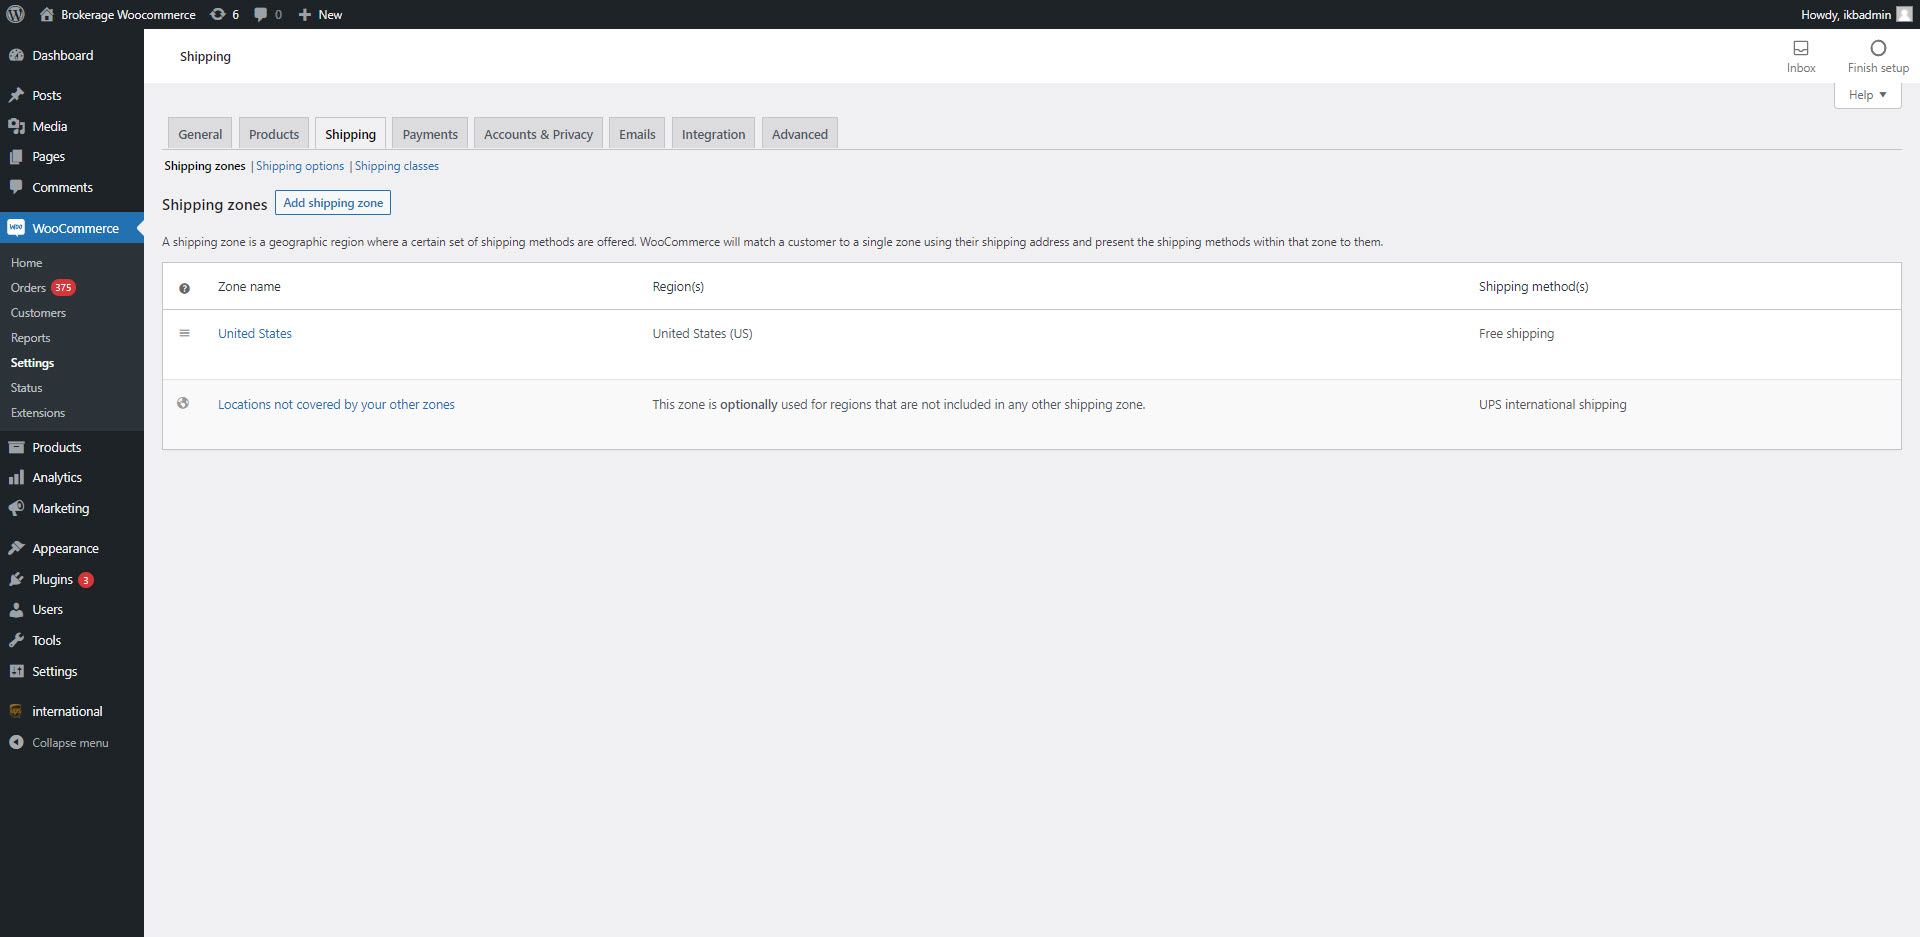 Brokerage Woocommerce 6 0 New Howdy, ikbadmin
Dashboard
Posts
Media
Pages
Comments
WooCommerce
Home
Orders 375
Customers
Reports
Settings
Status
Extensions
Products
Analytics
Marketing
Appearance
Plugins 3
Users
Tools
Settings
international
Collapse menu
Shipping
Inbox
Finish setup
Help
General Products Shipping Payments Accounts & Privacy Emails Integration Advanced
Shipping zones | Shipping options | Shipping classes
Shipping zones Add shipping zone
A shipping zone is a geographic region where a certain set of shipping methods are offered. WooCommerce will match a customer to a single zone using their shipping address and present the shipping methods within that zone to them.
Zone name Region(s) Shipping method(s)
United States United States (US) Free shipping
Locations not covered by your other zones This zone is optionally used for regions that are not included in any other shipping zone. UPS international shipping